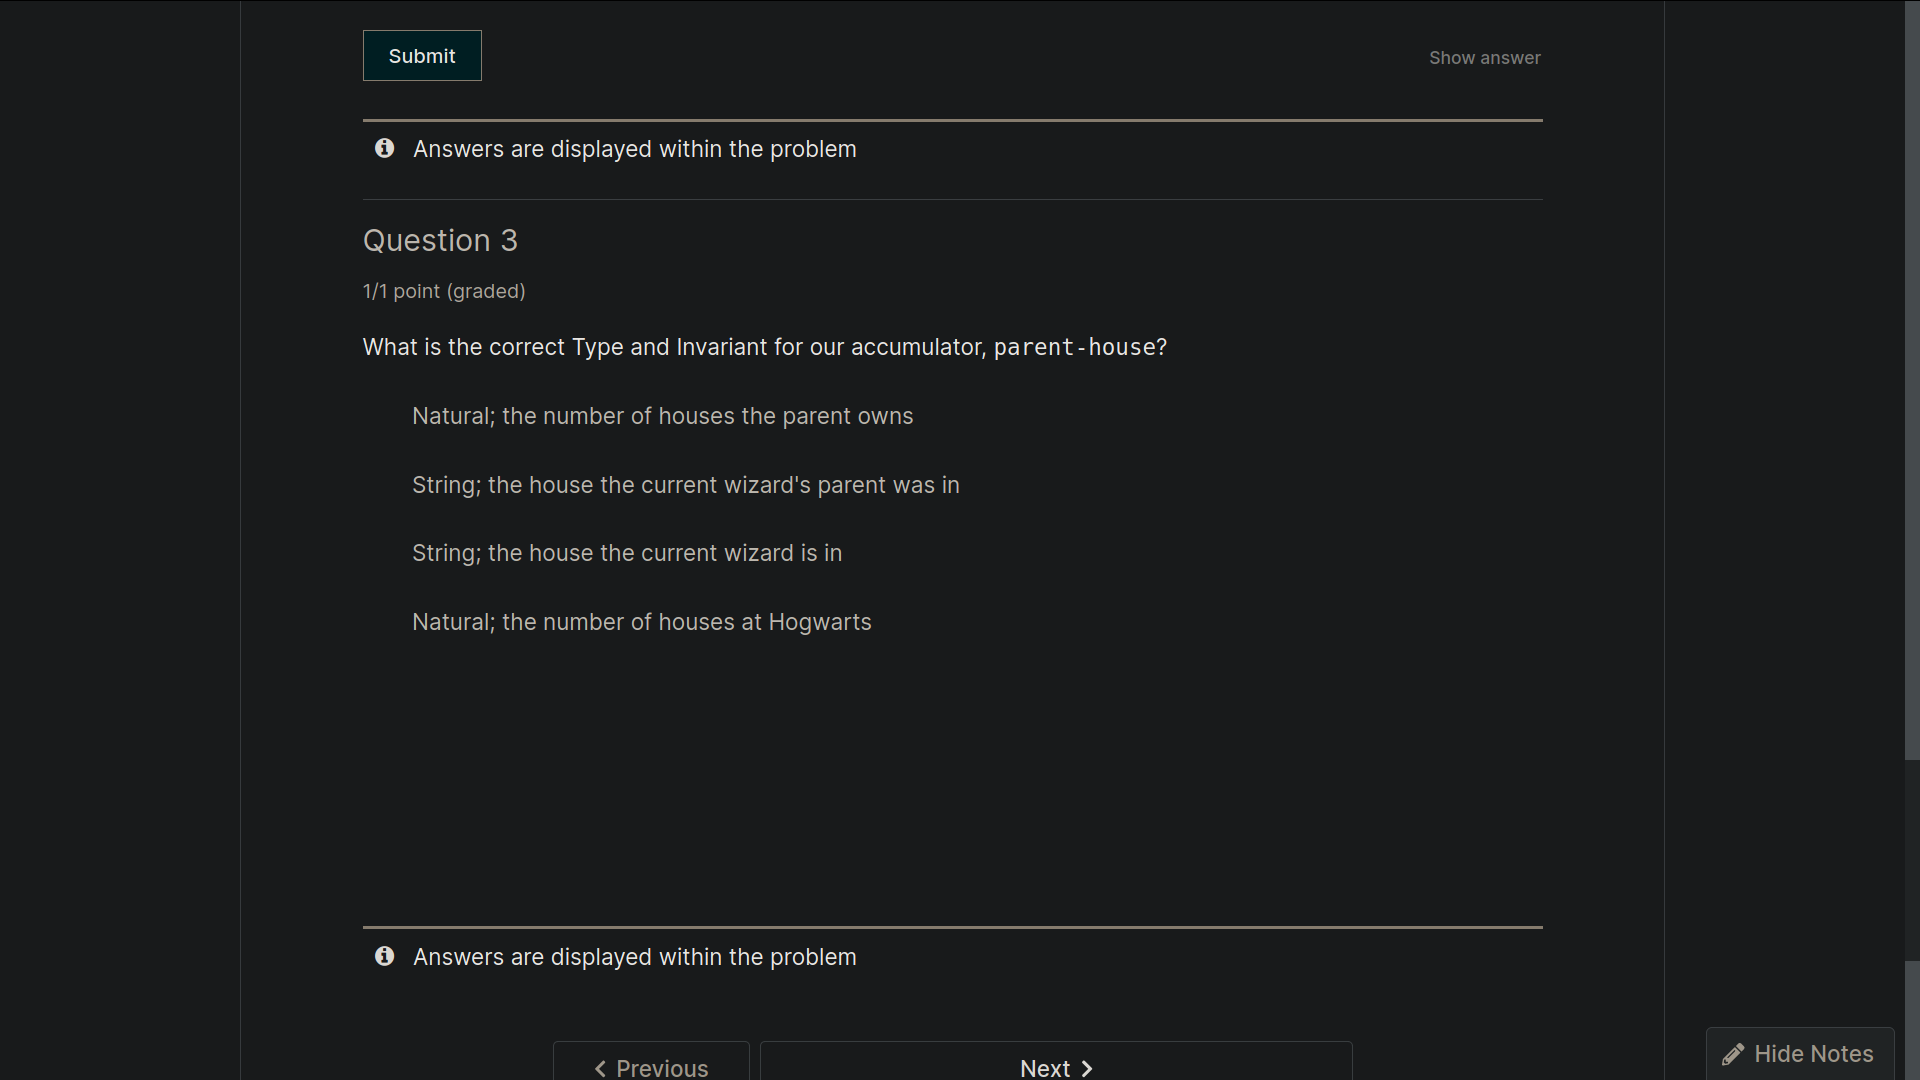 Submit
Show answer
Answers are displayed within the problem
Question 3
1/1 point (graded)
What is the correct Type and Invariant for our accumulator, parent-house?
Natural; the number of houses the parent owns
String; the house the current wizard's parent was in
String; the house the current wizard is in
Natural; the number of houses at Hogwarts
Answers are displayed within the problem
Previous
Next
Hide Notes